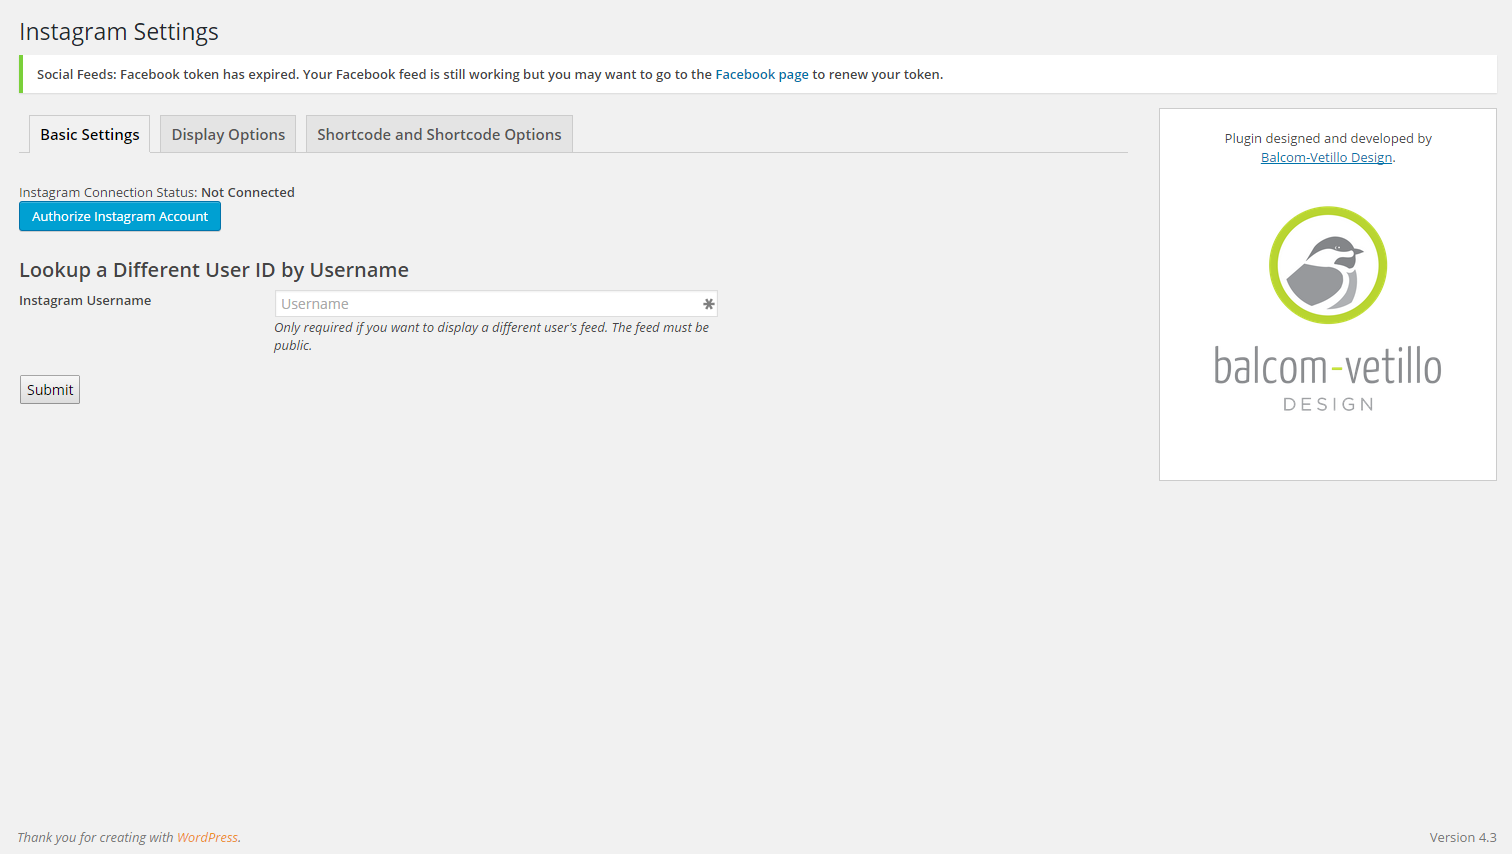 Instagram Settings
Social Feeds: Facebook token has expired. Your Facebook feed is still working but you may want to go to the Facebook page to renew your token.
Basic Settings
Display Options
Shortcode and Shortcode Options
Instagram Connection Status: Not Connected
Authorize Instagram Account
Lookup a Different User ID by Username
Instagram Username
Username
Only required if you want to display a different user's feed. The feed must be
public.
Submit
Plugin designed and developed by
Balcom-Vetillo Design.
balcom-vetillo
DESIGN
Thank you for creating with WordPress.
Version 4.3